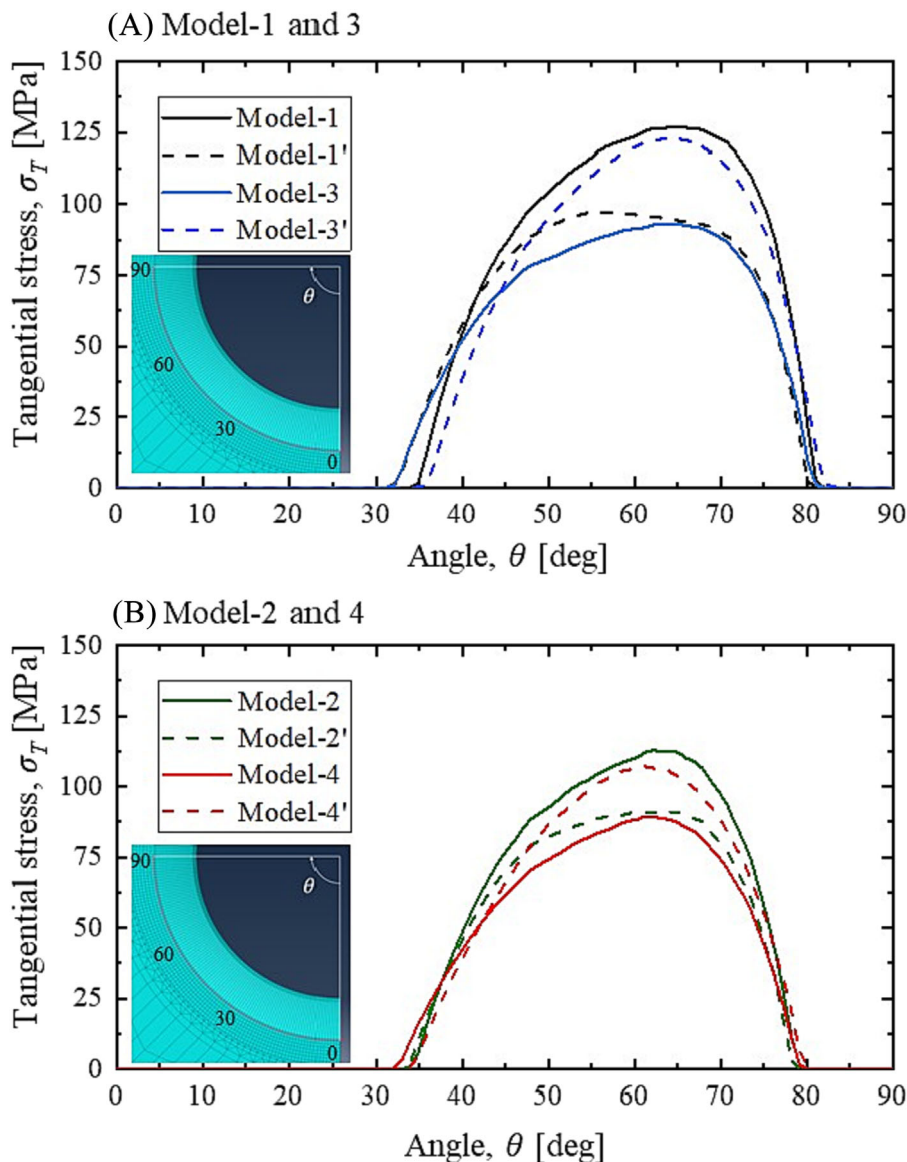 (A) Model-1 and 3
Tangential stress, σ_T [MPa]
150
125
100
75
50
25
0
Model-1
Model-1'
Model-3
Model-3'
90
60
30
0
θ
0 10 20 30 40 50 60 70 80 90
Angle, θ [deg]
(B) Model-2 and 4
Tangential stress, σ_T [MPa]
150
125
100
75
50
25
0
Model-2
Model-2'
Model-4
Model-4'
90
60
30
0
θ
0 10 20 30 40 50 60 70 80 90
Angle, θ [deg]